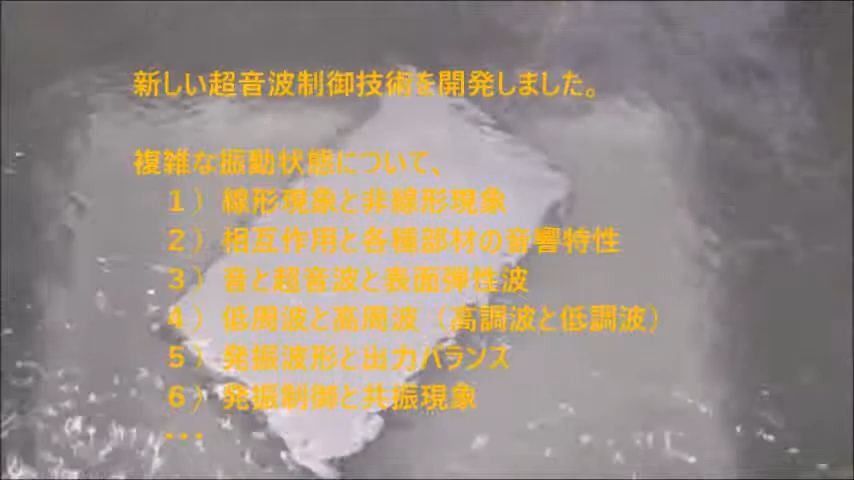 新しい超音波制御技術を開発しました。
複雑な振動状態について、
１）線形現象と非線形現象
２）相互作用と各種部材の音響特性
３）音と超音波と表面弾性波
４）低周波と高周波（高調波と低調波）
５）発振波形と出力バランス
６）発振制御と共振現象
・・・